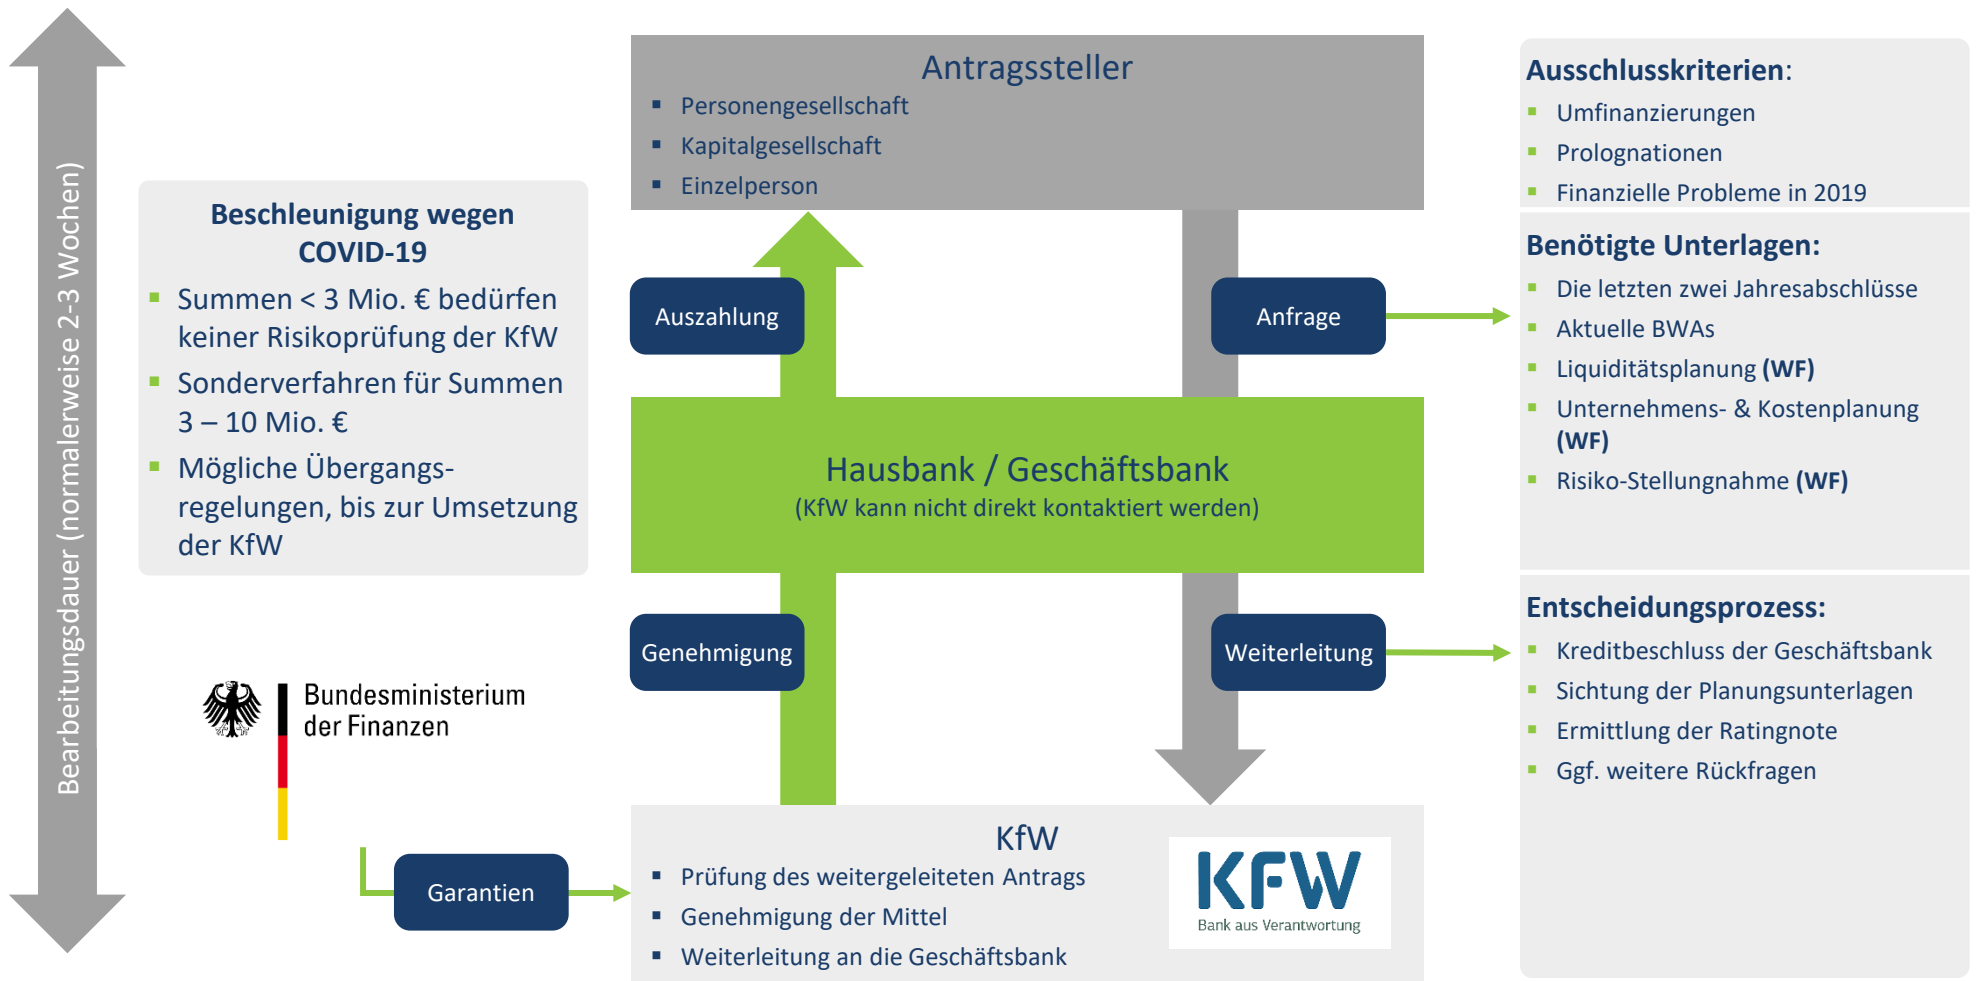 Bearbeitungsdauer (normalerweise 2-3 Wochen)
Beschleunigung wegen
COVID-19
Summen < 3 Mio. € bedürfen
keiner Risikoprüfung der KfW
Sonderverfahren für Summen
3 – 10 Mio. €
Mögliche Übergangs-
regelungen, bis zur Umsetzung
der KfW
Bundesministerium
der Finanzen
Garantien
Antragssteller
Personengesellschaft
Kapitalgesellschaft
Einzelperson
Auszahlung
Anfrage
Hausbank / Geschäftsbank
(KfW kann nicht direkt kontaktiert werden)
Genehmigung
Weiterleitung
KfW
Prüfung des weitergeleiteten Antrags
Genehmigung der Mittel
Weiterleitung an die Geschäftsbank
KFW
Bank aus Verantwortung
Ausschlusskriterien:
Umfinanzierungen
Prolognationen
Finanzielle Probleme in 2019
Benötigte Unterlagen:
Die letzten zwei Jahresabschlüsse
Aktuelle BWAs
Liquiditätsplanung (WF)
Unternehmens- & Kostenplanung
(WF)
Risiko-Stellungnahme (WF)
Entscheidungsprozess:
Kreditbeschluss der Geschäftsbank
Sichtung der Planungsunterlagen
Ermittlung der Ratingnote
Ggf. weitere Rückfragen